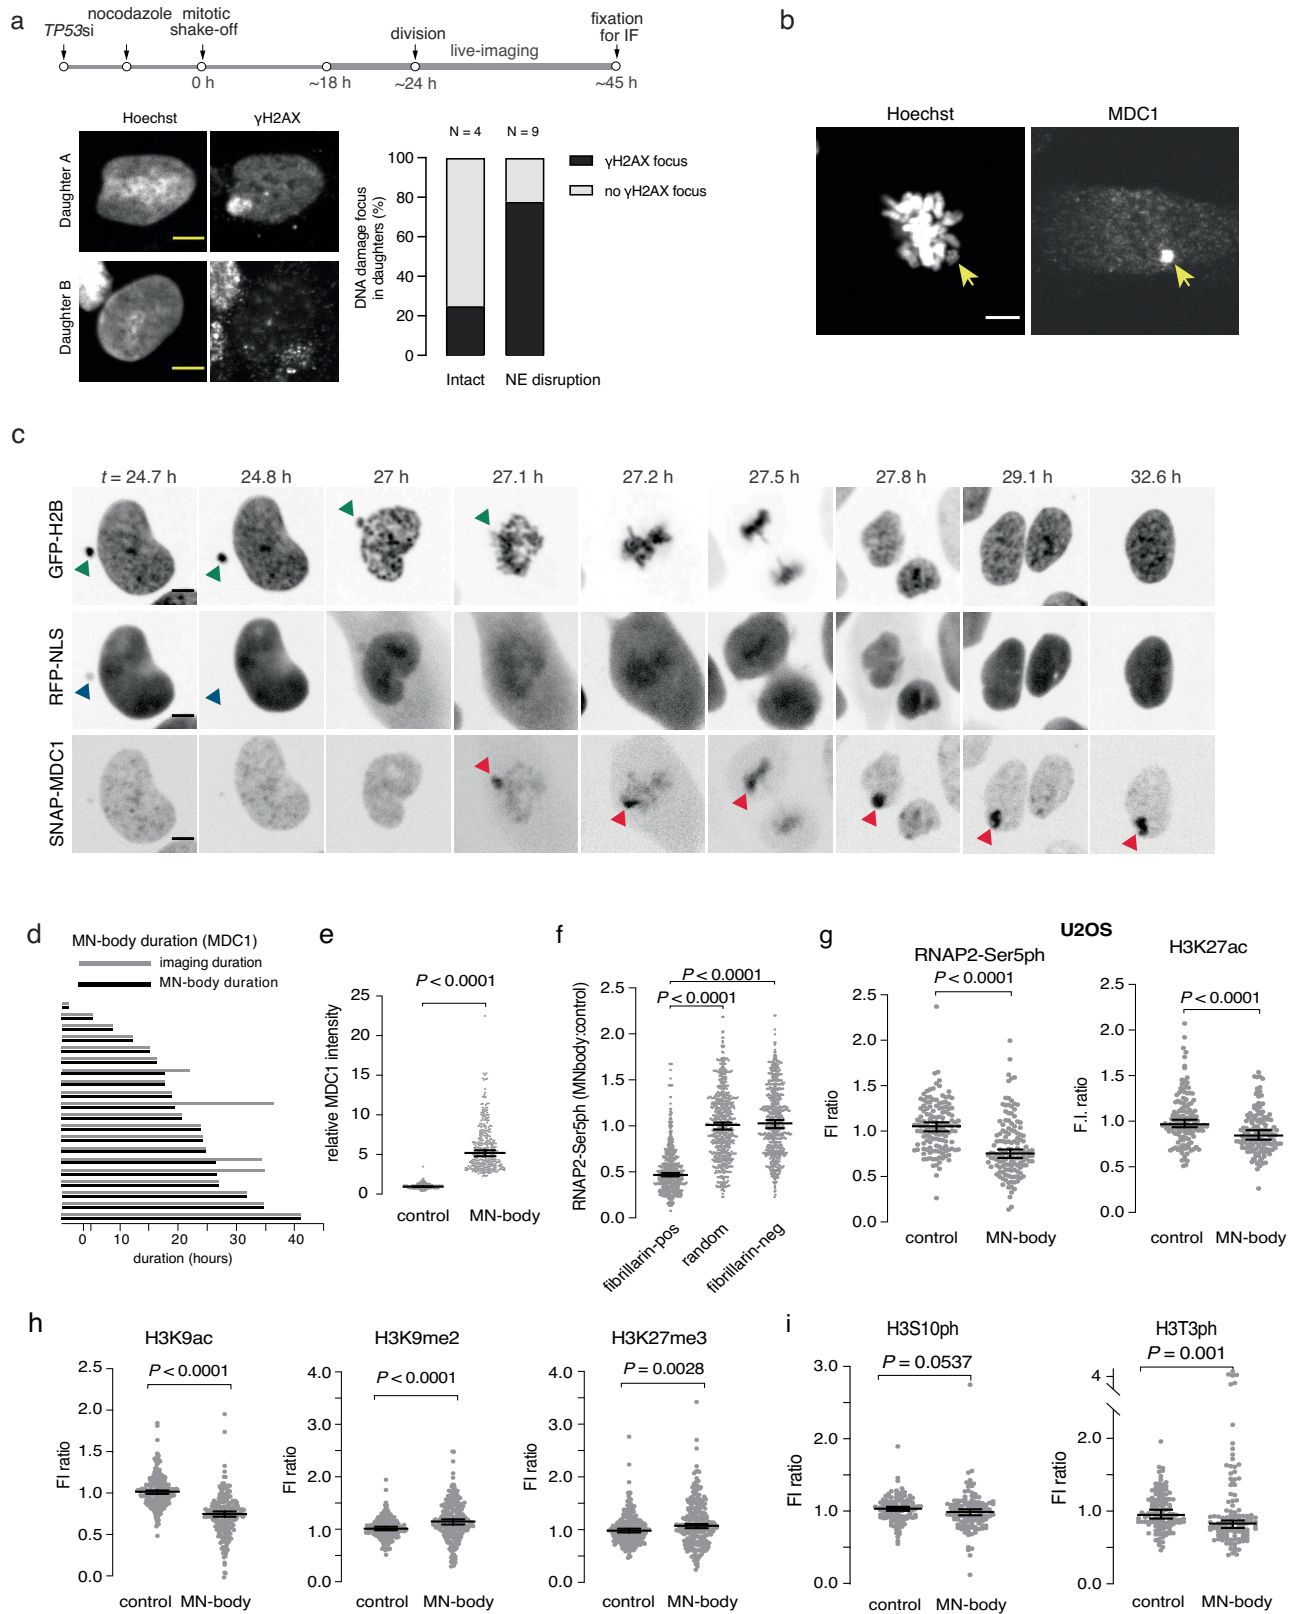 a
TP53si
nocodazole
mitotic
shake-off
division
live-imaging
fixation
for IF
0 h
~18 h
~24 h
~45 h
Hoechst
γH2AX
Daughter A
Daughter B
N = 4
N = 9
DNA damage focus
in daughters (%)
100
80
60
40
20
0
Intact
NE disruption
γH2AX focus
no γH2AX focus
b
Hoechst
MDC1
c
t = 24.7 h
24.8 h
27 h
27.1 h
27.2 h
27.5 h
27.8 h
29.1 h
32.6 h
GFP-H2B
RFP-NLS
SNAP-MDC1
d
MN-body duration (MDC1)
imaging duration
MN-body duration
0
10
20
30
40
duration (hours)
e
P < 0.0001
relative MDC1 intensity
25
20
15
10
5
0
control
MN-body
f
P < 0.0001
P < 0.0001
RNAP2-Ser5ph (MNbody:control)
2.5
2.0
1.5
1.0
0.5
0.0
fibrillarin-pos
random
fibrillarin-neg
g
U2OS
RNAP2-Ser5ph
P < 0.0001
FI ratio
2.5
2.0
1.5
1.0
0.5
0.0
control
MN-body
H3K27ac
P < 0.0001
F.I. ratio
2.5
2.0
1.5
1.0
0.5
0.0
control
MN-body
h
H3K9ac
P < 0.0001
FI ratio
2.5
2.0
1.5
1.0
0.5
0.0
control
MN-body
H3K9me2
P < 0.0001
FI ratio
4.0
3.0
2.0
1.0
0.0
control
MN-body
H3K27me3
P = 0.0028
FI ratio
4.0
3.0
2.0
1.0
0.0
control
MN-body
i
H3S10ph
P = 0.0537
FI ratio
3.0
2.0
1.0
0.0
control
MN-body
H3T3ph
P = 0.001
FI ratio
4
2.0
1.0
0.0
control
MN-body